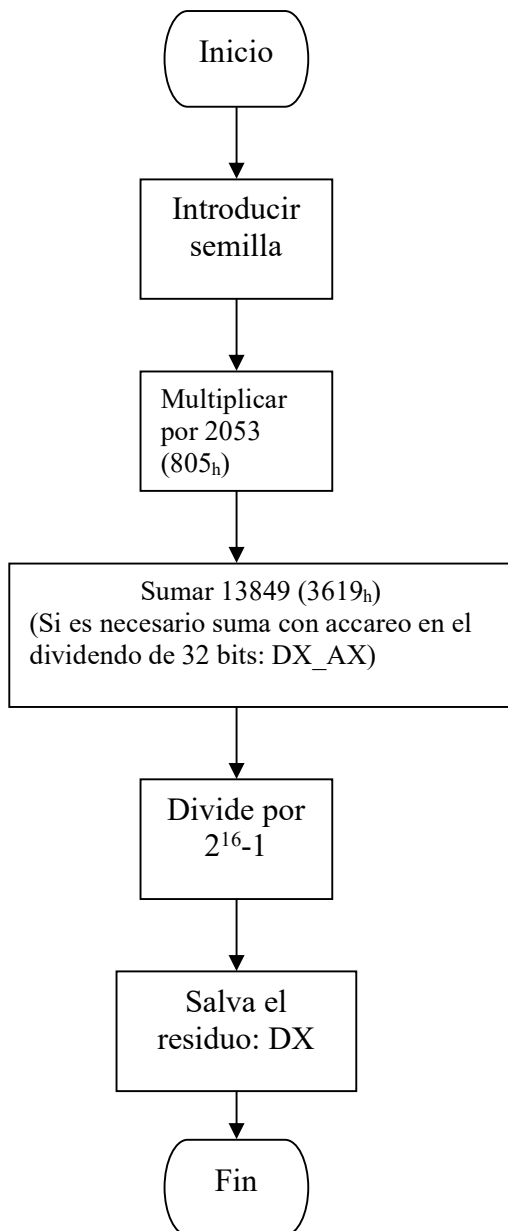 Inicio
Introducir
semilla
Multiplicar
por 2053
(805ₕ)
Sumar 13849 (3619ₕ)
(Si es necesario suma con accareo en el
dividendo de 32 bits: DX_AX)
Divide por
2¹⁶-1
Salva el
residuo: DX
Fin